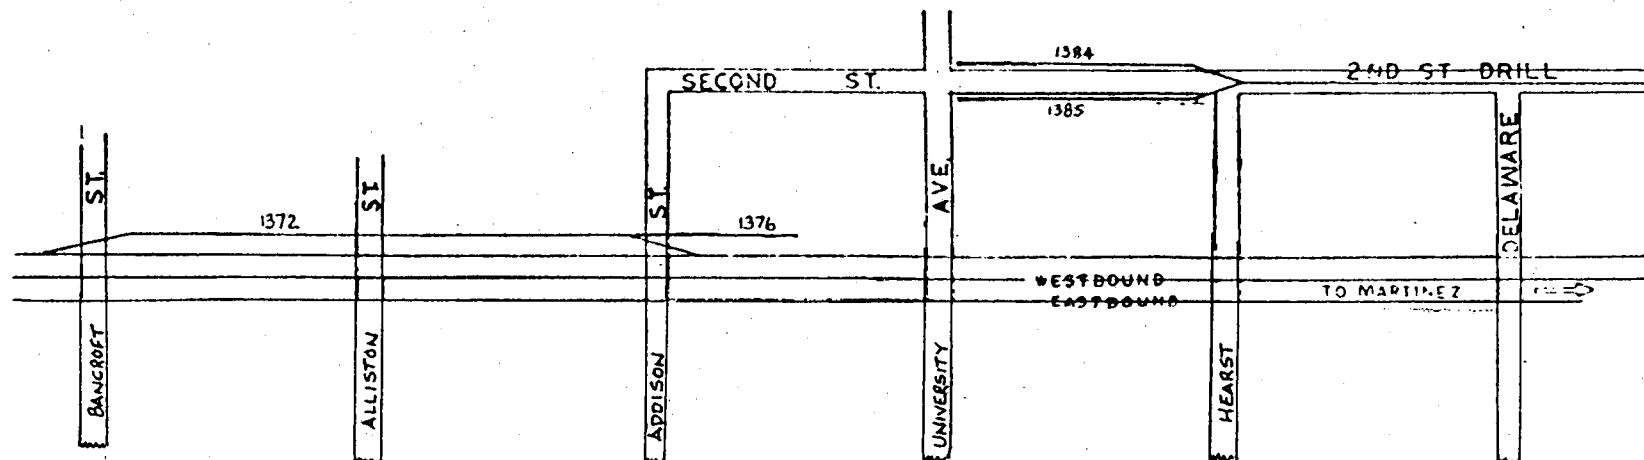 1384
2ND ST DRILL
SECOND ST.
1385
ST.
ST
ST.
AVE.
DELAWARE
1372
1376
WESTBOUND
EASTBOUND
TO MARTINEZ
BANCROFT
ALLISTON
ADDISON
UNIVERSITY
HEARST